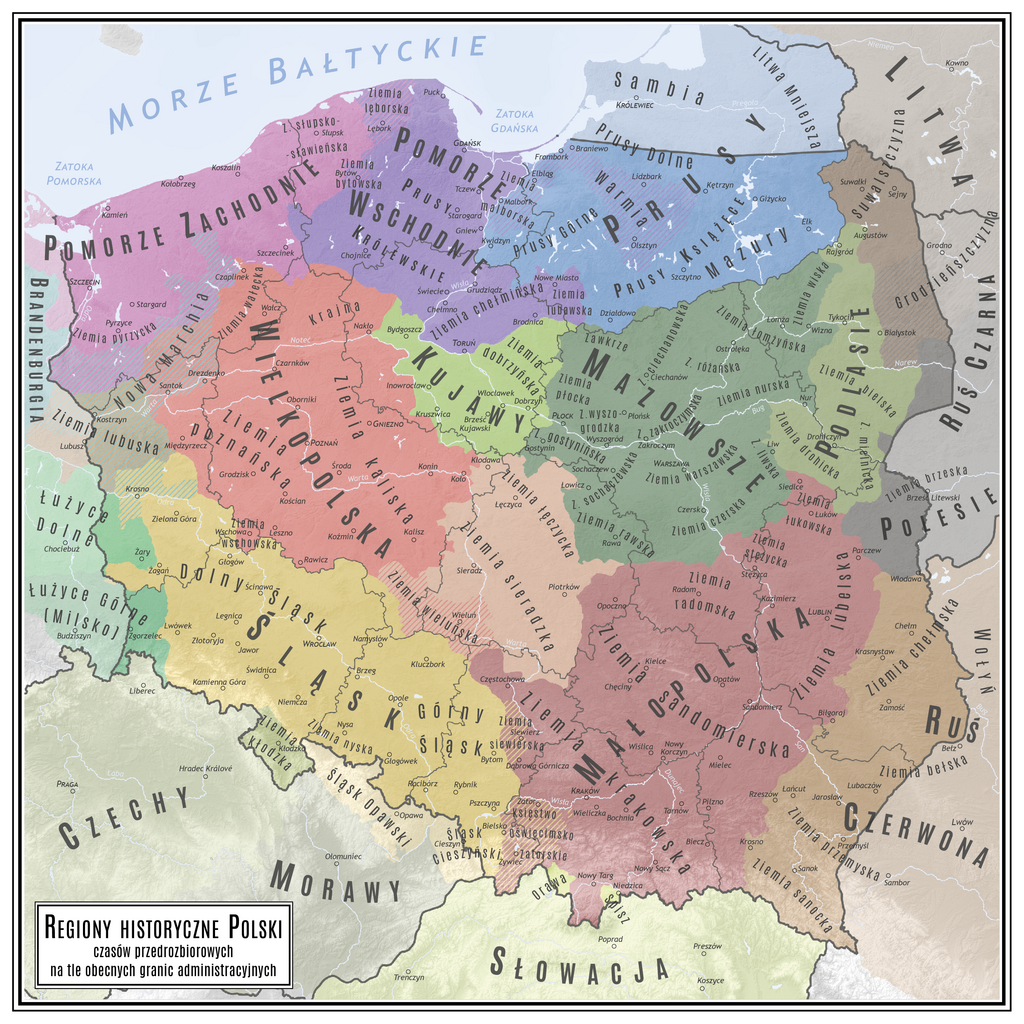 MORZE BAŁTYCKIE
ZATOKA
POMORSKA
ZATOKA
GDAŃSKA
Sambia
KRÓLEWIEC
Litwa Mniejsza
LITWA
Niemen
Kowno
Pregoła
Puck
Ziemia
lęborska
Lębork
Z. słupsko-
-sławieńska
Słupsk
GDAŃSK
POMORZE
WSCHODNIE
PRUSY
KRÓLEWSKIE
Ziemia
bytowska
Bytów
Tczew
Starogard
Gniew
Kwidzyn
Malbork
Ziemia
malborska
Elbląg
Frombork
Braniewo
Prusy Dolne
Lidzbark
Warmia
Kętrzyn
Giżycko
Ełk
Olsztyn
Szczytno
Prusy Górne
PRUSY
PRUSY KSIĄŻĘCE
Mazury
Działdowo
Suwałki
Sejny
Suwalszczyzna
Augustów
Rajgród
Grodno
Grodzieńszczyzna
RUŚ CZARNA
Koszalin
Kołobrzeg
Kamień
POMORZE ZACHODNIE
SZCZECIN
Stargard
Pyrzyce
Ziemia pyrzycka
Szczecinek
Czaplinek
Chojnice
Świecie
Wisła
Grudziądz
Chełmno
Ziemia chełmińska
Nowe Miasto
Ziemia
lubawska
Brodnica
TORUŃ
BRANDENBURGIA
Nowa Marchia
Ziemia wałecka
Wałcz
Krajna
Nakło
Noteć
Bydgoszcz
Drezdenko
Santok
Kostrzyn
Warta
Ziemia lubuska
Lubusz
Międzyrzecz
Czarnków
Oborniki
POZNAŃ
GNIEZNO
WIELKOPOLSKA
Ziemia
poznańska
Ziemia kaliska
Środa
Warta
Konin
Koło
Grodzisk
Kościan
Leszno
Koźmin
Kalisz
Rawicz
Wschowa
Ziemia
wschowska
KUJAWY
Inowrocław
Kruszwica
Włocławek
Brześć
Kujawski
Kłodawa
Ziemia
dobrzyńska
Dobrzyń
MAZOWSZE
Zawkrze
Z. ciechanowska
Ciechanów
Ziemia
płocka
PŁOCK
Z. wyszo-
grodzka
Wyszogród
Płońsk
Z. zakroczymska
Zakroczym
Z. różańska
Ostrołęka
Łomża
Ziemia łomżyńska
Ziemia wiska
Wizna
Tykocin
Ziemia nurska
Nur
Bug
Z. gostynińska
Gostynin
Sochaczew
Z. sochaczewska
Łowicz
WARSZAWA
Ziemia warszawska
Z. liwska
Liw
Wisła
Czersk
Ziemia czerska
Z. rawska
Rawa
PODLASIE
Białystok
Narew
Ziemia bielska
Drohiczyn
Ziemia drohicka
Z. mielnicka
Siedlce
Ziemia brzeska
Brześć Litewski
POLESIE
Ziemia
łukowska
Łuków
Parczew
Włodawa
Ziemia
stężycka
Stężyca
ŁUŻYCE
DOLNE
Chociebuż
ŁUŻYCE GÓRNE
(MILSKO)
Budziszyn
Zgorzelec
Krosno
Zielona Góra
Żary
Żagań
Głogów
Ścinawa
DOLNY ŚLĄSK
ŚLĄSK
Lwówek
Legnica
Złotoryja
Jawor
WROCŁAW
Świdnica
Kamienna Góra
Niemcza
Namysłów
Brzeg
Kluczbork
Opole
GÓRNY
ŚLĄSK
Nysa
Ziemia nyska
Głogówek
Bytom
Racibórz
Rybnik
Pszczyna
Ziemia
kłodzka
Kłodzko
Śląsk Opawski
Opawa
Śląsk
cieszyński
Cieszyn
Bielsko
Ziemia łęczycka
Łęczyca
Ziemia sieradzka
Sieradz
Piotrków
Ziemia wieluńska
Wieluń
Warta
MAŁOPOLSKA
Ziemia
radomska
Radom
Opoczno
Kazimierz
LUBLIN
Ziemia lubelska
Kielce
Chęciny
Opatów
Sandomierz
Ziemia sandomierska
Wiślica
Nowy
Korczyn
Mielec
San
Częstochowa
Ziemia
siewierska
Siewierz
Dąbrowa Górnicza
Ziemia krakowska
KRAKÓW
Wisła
Wieliczka
Bochnia
Dunajec
Tarnów
Pilzno
Biecz
Nowy Sącz
Zator
Księstwo
oświęcimsko
-zatorskie
Żywiec
Orawa
Nowy Targ
Niedzica
Spisz
Chełm
Krasnystaw
Ziemia chełmska
Zamość
Biłgoraj
RUŚ
CZERWONA
Bełz
Ziemia bełska
Lubaczów
Rzeszów
Łańcut
Jarosław
Ziemia przemyska
Przemyśl
Lwów
Sambor
Krosno
Sanok
Ziemia sanocka
WOŁYŃ
Liberec
PRAGA
Łaba
Hradec Králové
CZECHY
Ołomuniec
MORAWY
SŁOWACJA
Trenczyn
Poprad
Preszów
Koszyce
REGIONY HISTORYCZNE POLSKI
czasów przedrozbiorowych
na tle obecnych granic administracyjnych